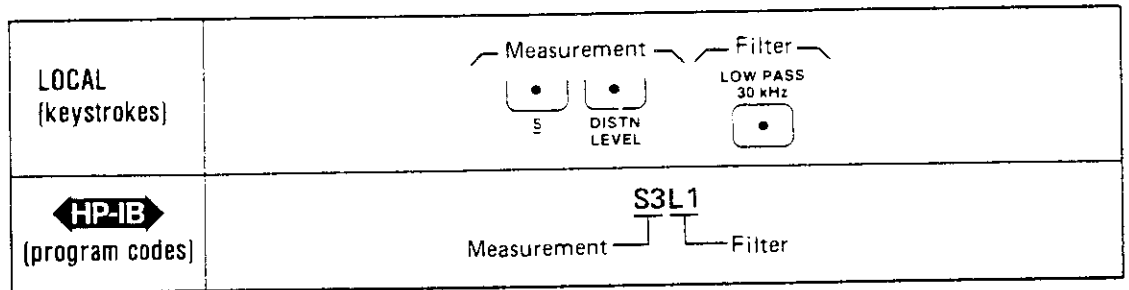 LOCAL
(keystrokes)
Measurement
Filter
S
DISTN
LEVEL
LOW PASS
30 kHz
HP-IB
(program codes)
S3L1
Measurement
Filter